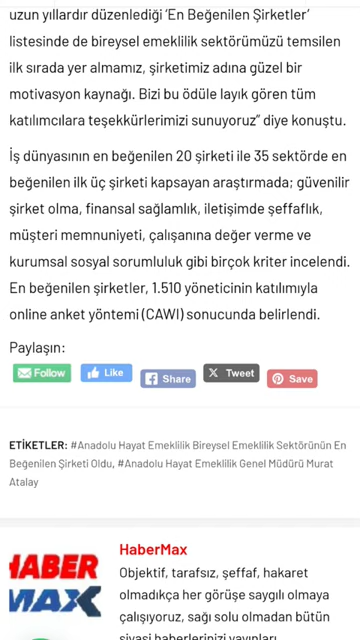 uzun yıllardır düzenlediği ‘En Beğenilen Şirketler’
listesinde de bireysel emeklilik sektörümüzü temsilen
ilk sırada yer almamız, şirketimiz adına güzel bir
motivasyon kaynağı. Bizi bu ödüle layık gören tüm
katılımcılara teşekkürlerimizi sunuyoruz” diye konuştu.
İş dünyasının en beğenilen 20 şirketi ile 35 sektörde en
beğenilen ilk üç şirketi kapsayan araştırmada; güvenilir
şirket olma, finansal sağlamlık, iletişimde şeffaflık,
müşteri memnuniyeti, çalışanına değer verme ve
kurumsal sosyal sorumluluk gibi birçok kriter incelendi.
En beğenilen şirketler, 1.510 yöneticinin katılımıyla
online anket yöntemi (CAWI) sonucunda belirlendi.
Paylaşın:
Follow Like Share Tweet Save
ETİKETLER: #Anadolu Hayat Emeklilik Bireysel Emeklilik Sektörünün En
Beğenilen Şirketi Oldu, #Anadolu Hayat Emeklilik Genel Müdürü Murat
Atalay
HABER
MAX
HaberMax
Objektif, tarafsız, şeffaf, hakaret
olmadıkça her görüşe saygılı olmaya
çalışıyoruz, sağı solu olmadan bütün
siyasi haberlerinizi yayınları